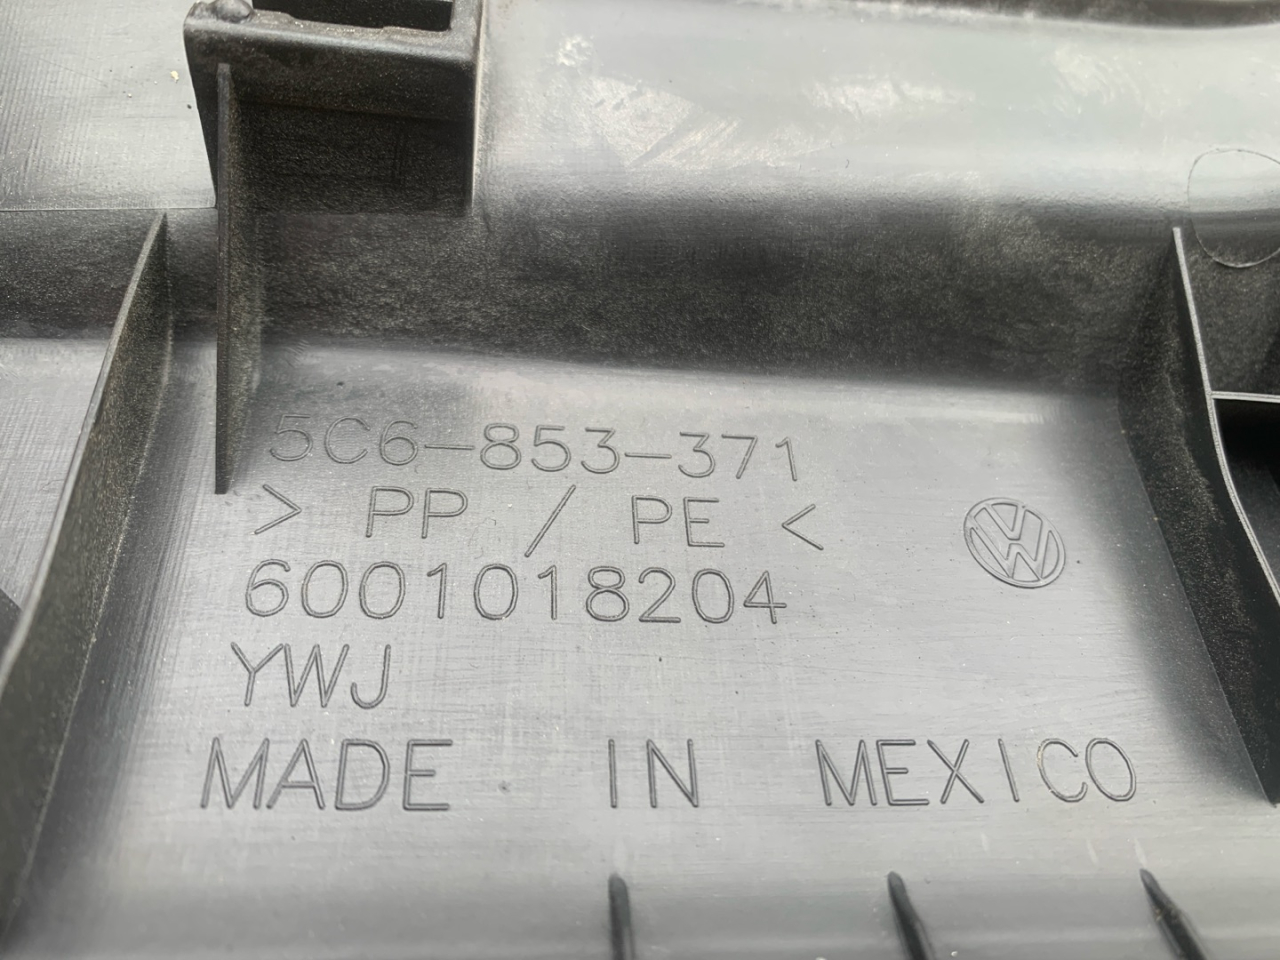 5C6-853-371
> PP / PE <
6001018204
YWJ
MADE IN MEXICO